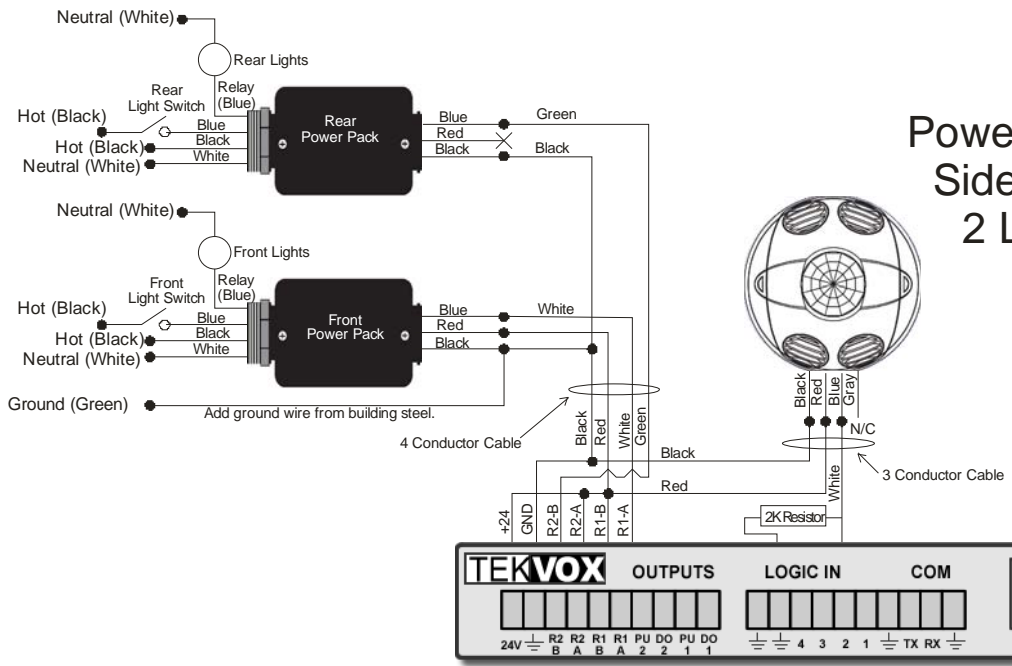 Neutral (White)
Rear Lights
Relay
(Blue)
Rear
Light Switch
Hot (Black)
Blue
Black
White
Hot (Black)
Neutral (White)
Rear
Power Pack
Blue
Red
Black
Green
Black
Neutral (White)
Front Lights
Relay
(Blue)
Front
Light Switch
Hot (Black)
Blue
Black
White
Hot (Black)
Neutral (White)
Front
Power Pack
Blue
Red
Black
White
Ground (Green)
Add ground wire from building steel.
4 Conductor Cable
Black
Red
White
Green
Powe
Side
2 L
Black
Red
Blue
Gray
N/C
3 Conductor Cable
White
Black
Red
2K Resistor
+24
GND
R2-B
R2-A
R1-B
R1-A
TEKVOX
OUTPUTS
LOGIC IN
COM
24V R2 B R2 A R1 B R1 A PU 2 DO 2 PU 1 DO 1
4 3 2 1 TX RX